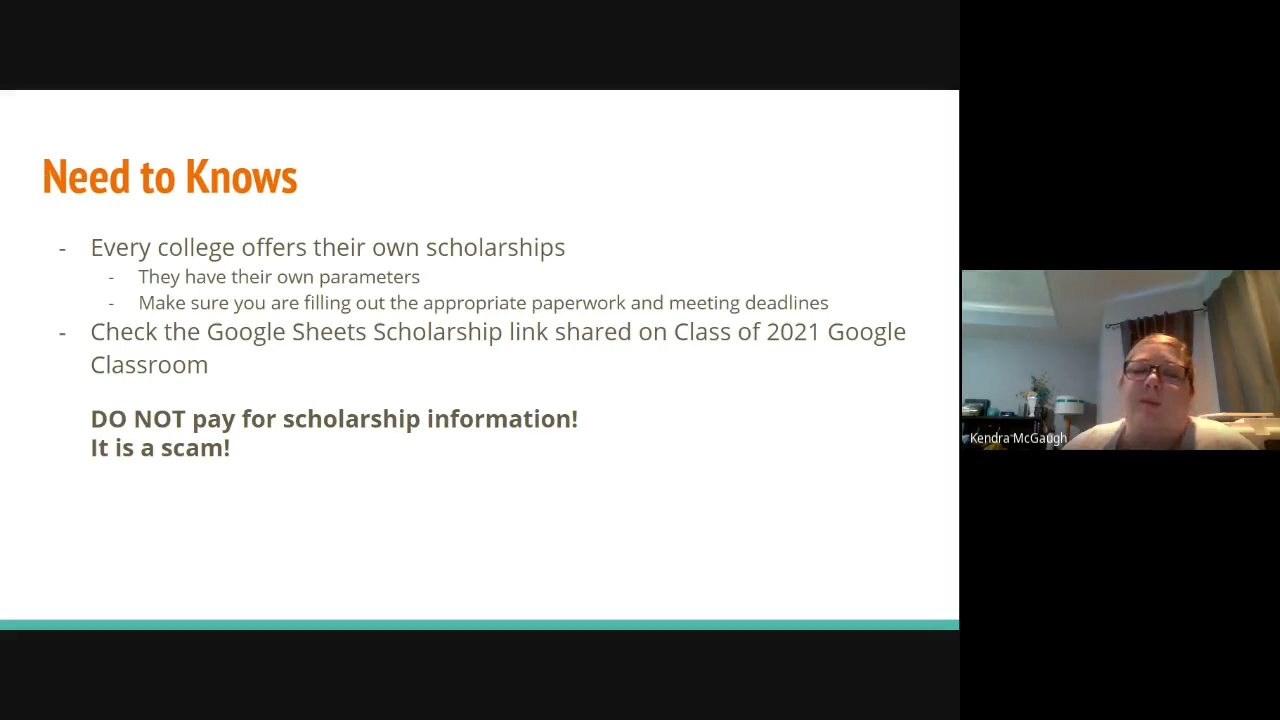 Need to Knows
- Every college offers their own scholarships
- They have their own parameters
- Make sure you are filling out the appropriate paperwork and meeting deadlines
- Check the Google Sheets Scholarship link shared on Class of 2021 Google
Classroom
DO NOT pay for scholarship information!
It is a scam!
Kendra McGaugh